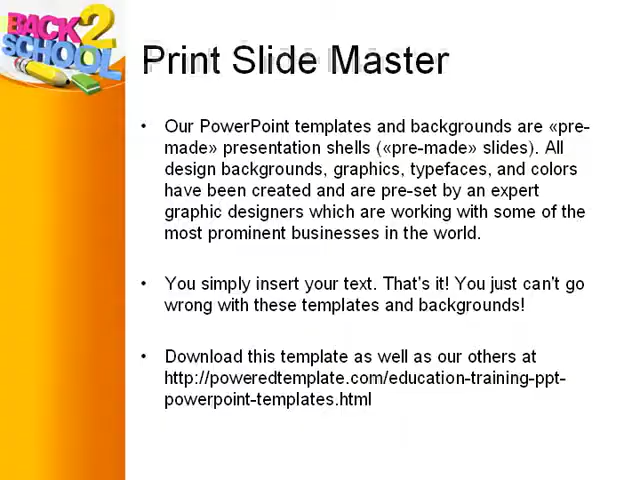 BACK 2
SCHOOL
Print Slide Master
• Our PowerPoint templates and backgrounds are «pre-
made» presentation shells («pre-made» slides). All
design backgrounds, graphics, typefaces, and colors
have been created and are pre-set by an expert
graphic designers which are working with some of the
most prominent businesses in the world.
• You simply insert your text. That's it! You just can't go
wrong with these templates and backgrounds!
• Download this template as well as our others at
http://poweredtemplate.com/education-training-ppt-
powerpoint-templates.html